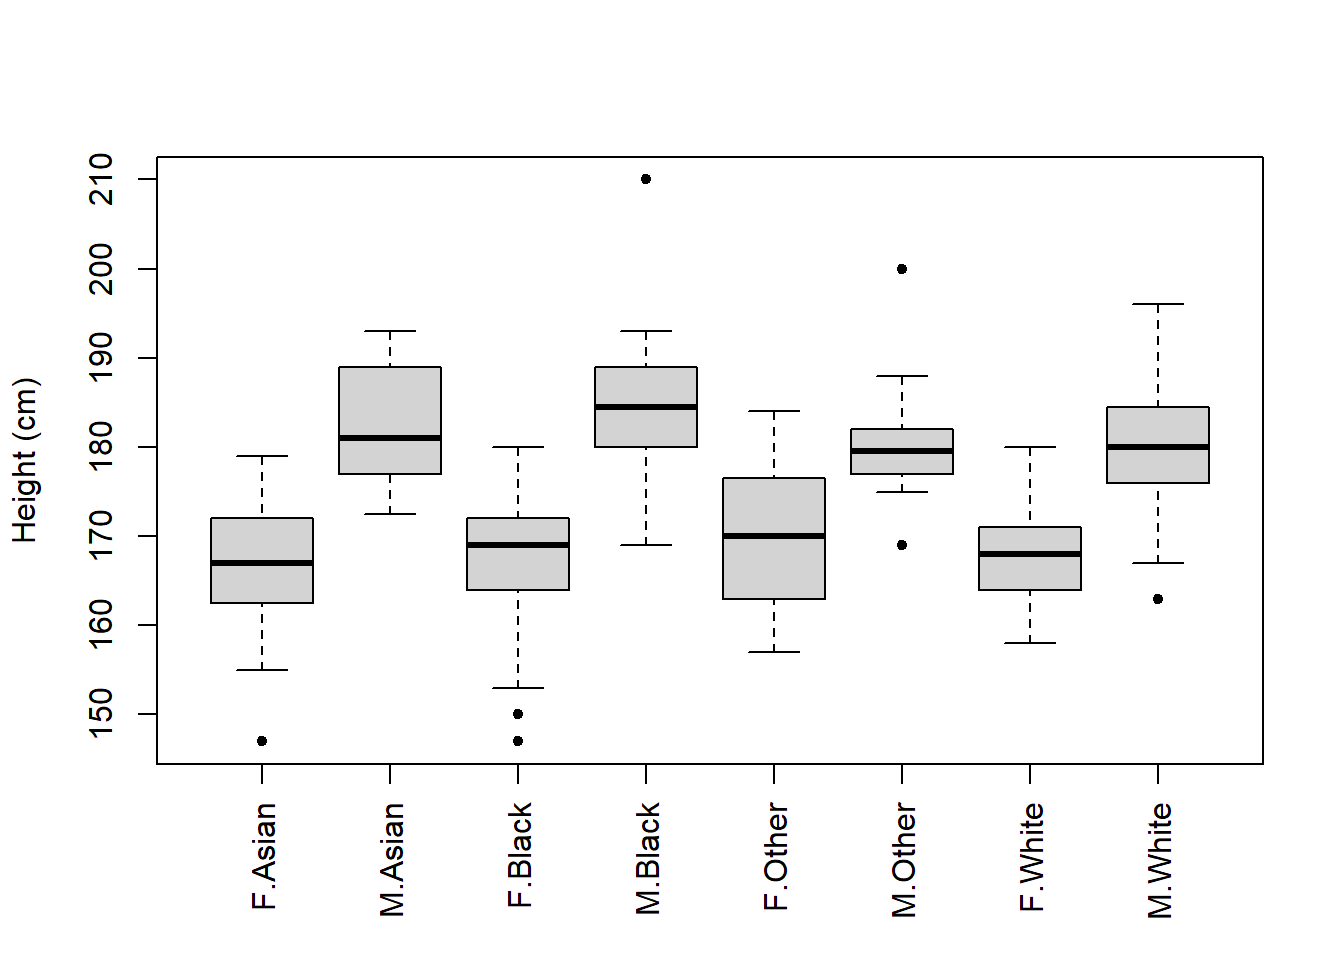 Height (cm)
210
200
190
180
170
160
150
F.Asian
M.Asian
F.Black
M.Black
F.Other
M.Other
F.White
M.White